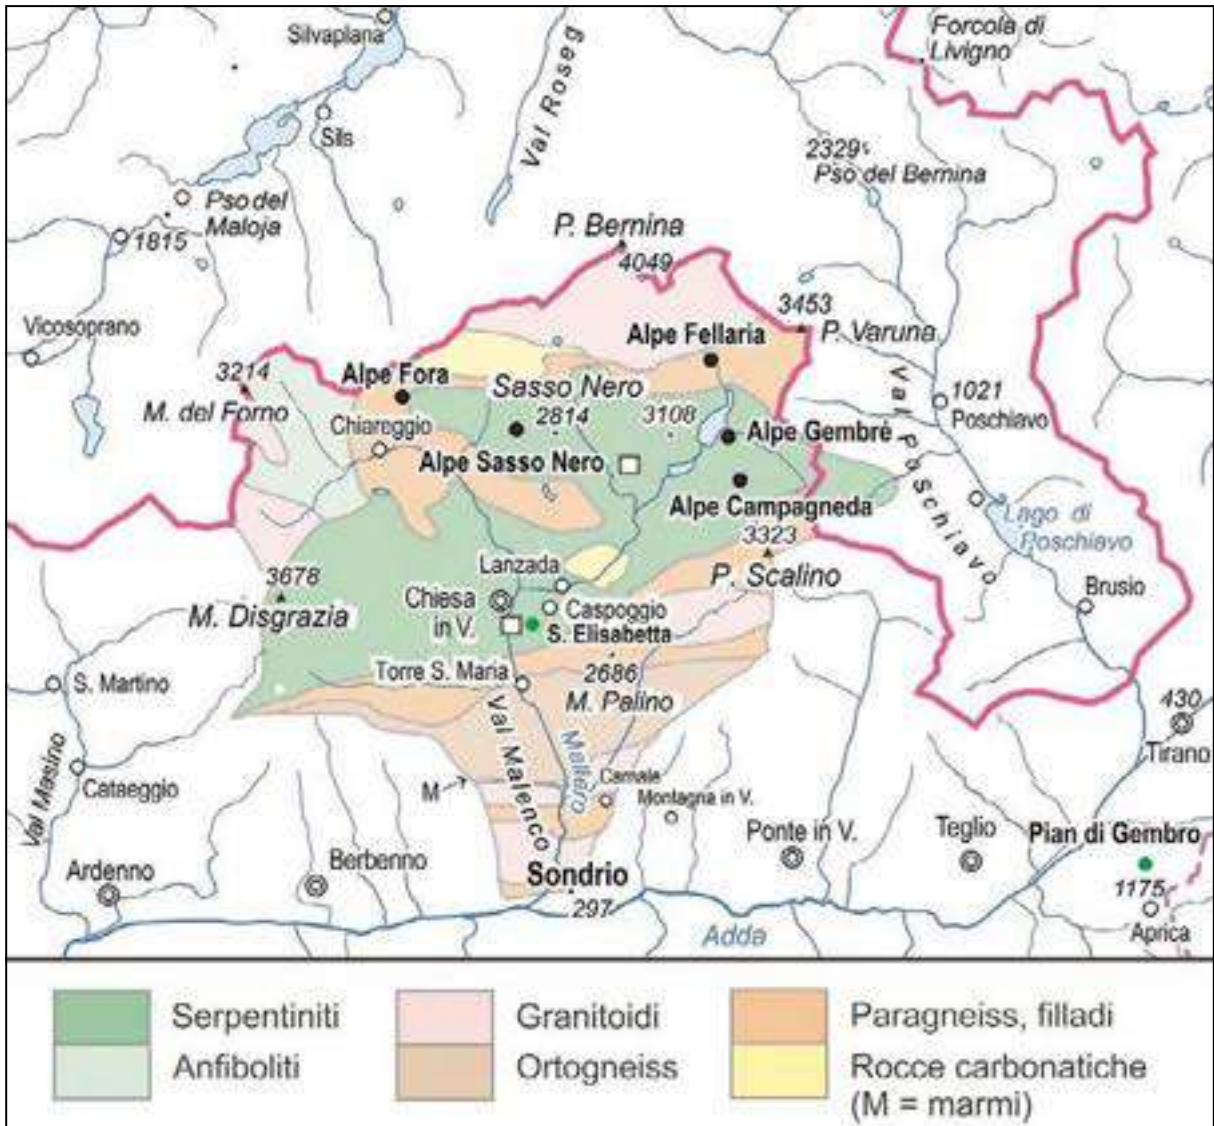 Silvaplana
Forcola di
Livigno
Val Roseg
Sils
2329
Pso del Bernina
Pso del
Maloja
1815
P. Bernina
4049
3453
Vicosoprano
Alpe Fellaria
P. Varuna
3214
Alpe Fora
M. del Forno
Sasso Nero
1021
Poschiavo
Val Poschiavo
Chiareggio
2814
3108
Alpe Gembrè
Alpe Sasso Nero
Alpe Campagneda
Lago di
Poschiavo
3323
P. Scalino
Lanzada
3678
M. Disgrazia
Chiesa
in V.
Caspoggio
S. Elisabetta
Brusio
Torre S. Maria
2686
M. Palino
S. Martino
430
Tirano
Val Masino
Cataeggio
Val Malenco
Mallero
M
Carnale
Montagna in V.
Ponte in V.
Teglio
Pian di Gembro
Ardenno
Berbenno
Sondrio
297
1175
Aprica
Adda
Serpentiniti
Anfiboliti
Granitoidi
Ortogneiss
Paragneiss, filladi
Rocce carbonatiche
(M = marmi)